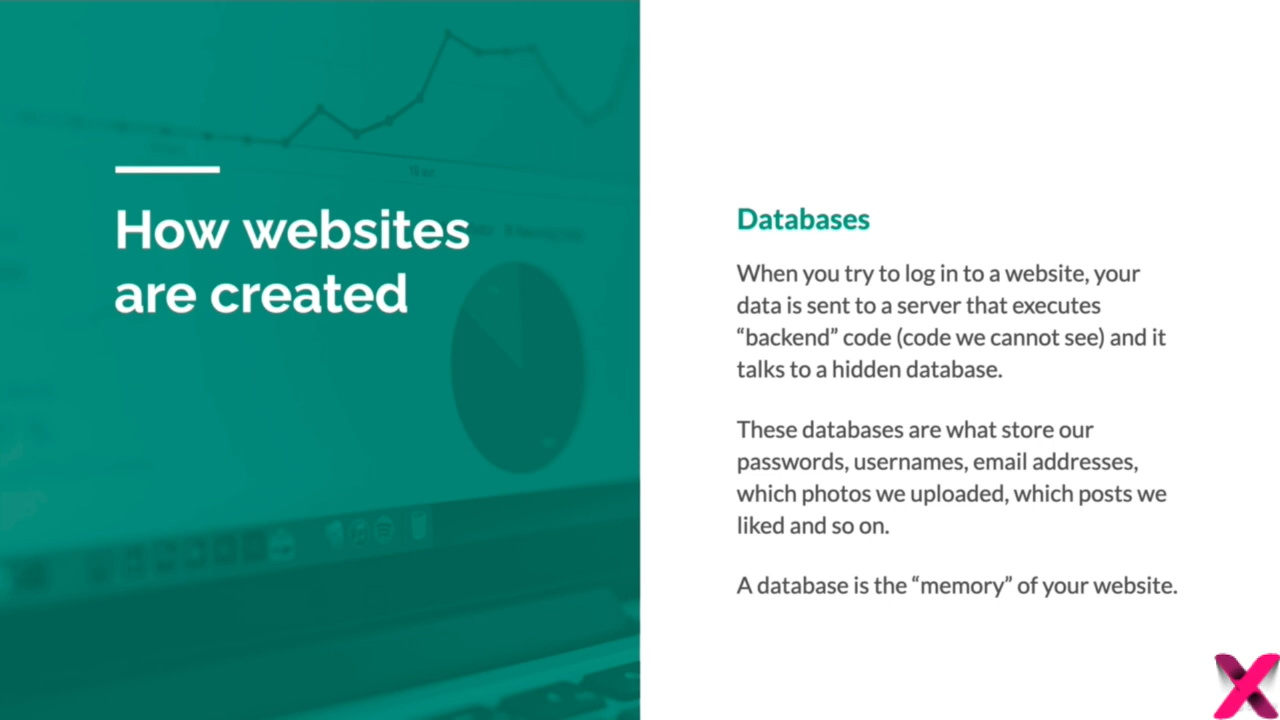 How websites
are created
Databases
When you try to log in to a website, your
data is sent to a server that executes
“backend” code (code we cannot see) and it
talks to a hidden database.
These databases are what store our
passwords, usernames, email addresses,
which photos we uploaded, which posts we
liked and so on.
A database is the “memory” of your website.